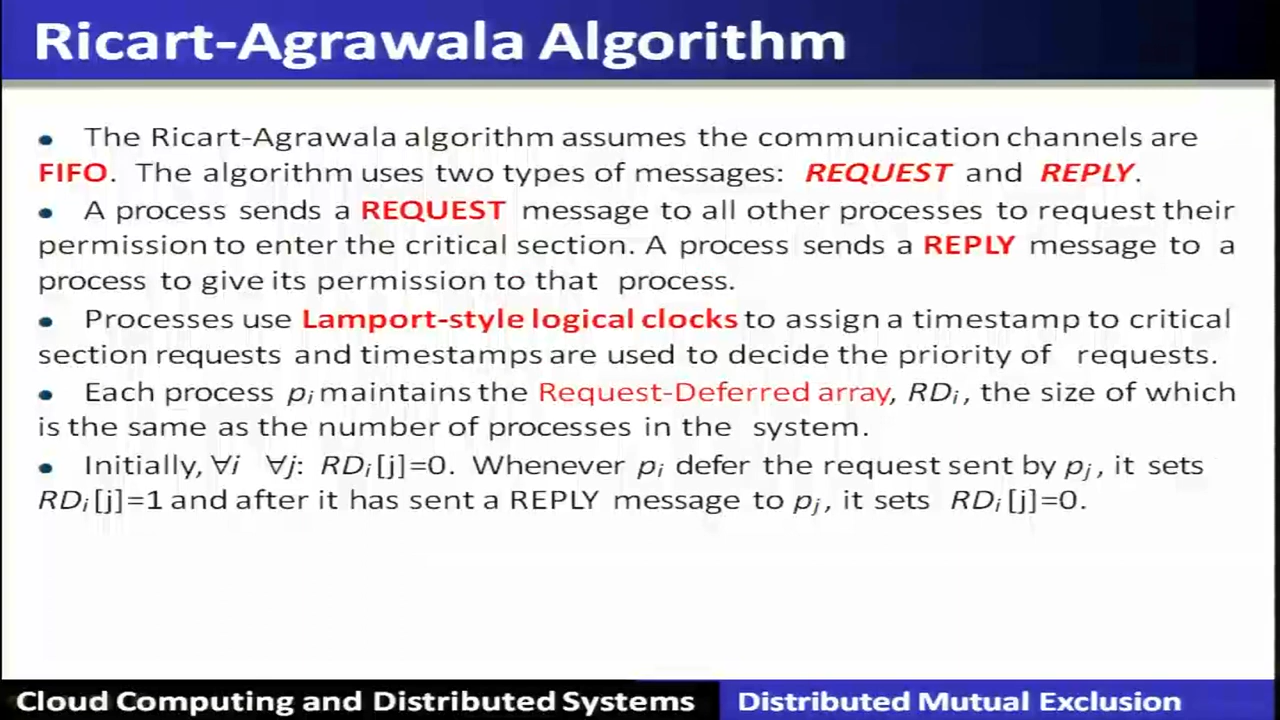 Ricart-Agrawala Algorithm
• The Ricart-Agrawala algorithm assumes the communication channels are
FIFO. The algorithm uses two types of messages: REQUEST and REPLY.
• A process sends a REQUEST message to all other processes to request their
permission to enter the critical section. A process sends a REPLY message to a
process to give its permission to that process.
• Processes use Lamport-style logical clocks to assign a timestamp to critical
section requests and timestamps are used to decide the priority of requests.
• Each process pᵢ maintains the Request-Deferred array, RDᵢ, the size of which
is the same as the number of processes in the system.
• Initially, ∀i ∀j: RDᵢ[j]=0. Whenever pᵢ defer the request sent by pⱼ, it sets
RDᵢ[j]=1 and after it has sent a REPLY message to pⱼ, it sets RDᵢ[j]=0.
Cloud Computing and Distributed Systems
Distributed Mutual Exclusion